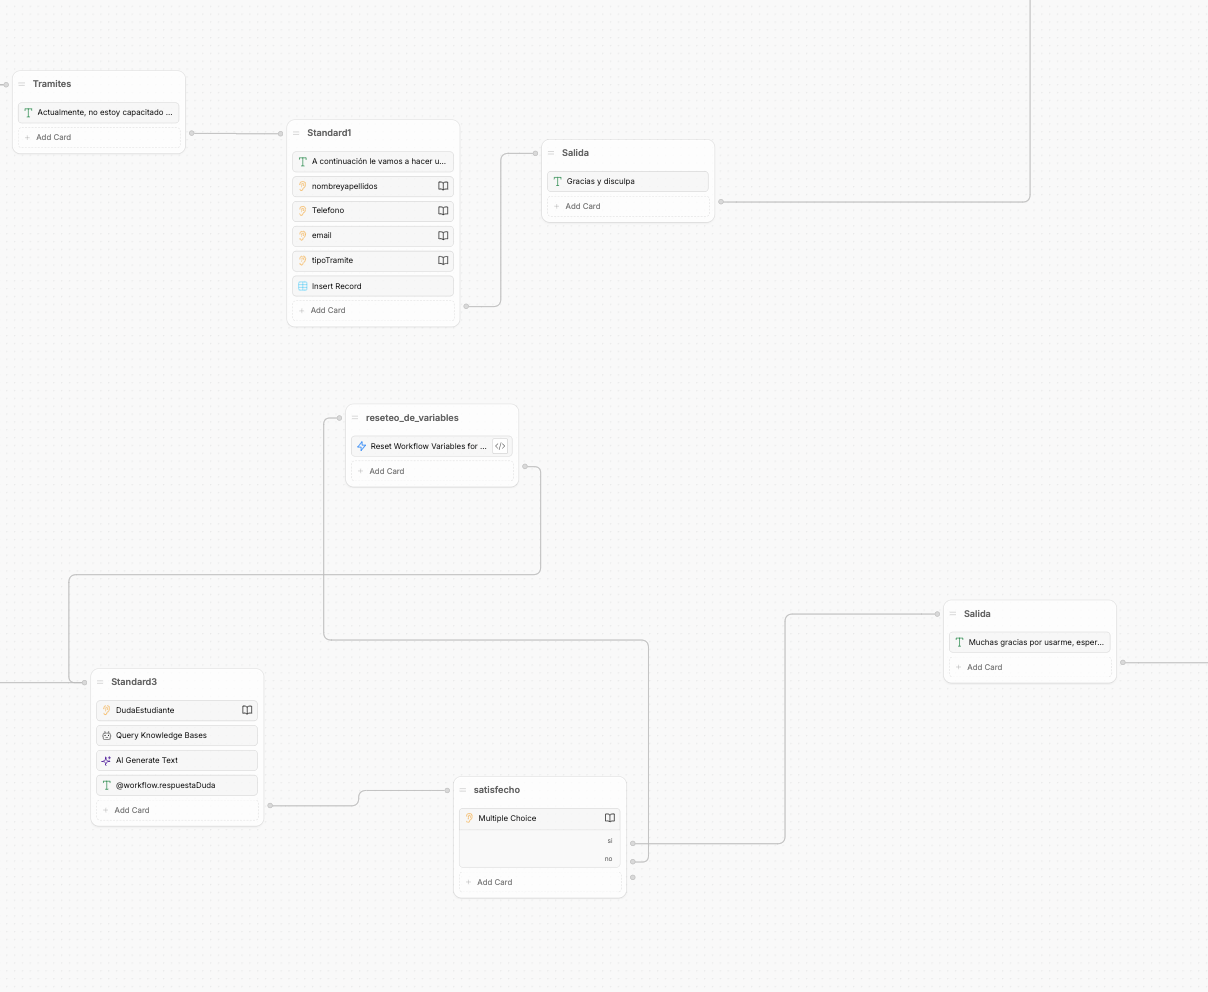 Tramites
Actualmente, no estoy capacitado ...
Add Card
Standard1
A continuación le vamos a hacer u...
nombreyapellidos
Telefono
email
tipoTramite
Insert Record
Add Card
Salida
Gracias y disculpa
Add Card
reseteo_de_variables
Reset Workflow Variables for ...
Add Card
Standard3
DudaEstudiante
Query Knowledge Bases
AI Generate Text
@workflow.respuestaDuda
Add Card
satisfecho
Multiple Choice
si
no
Add Card
Salida
Muchas gracias por usarme, esper...
Add Card